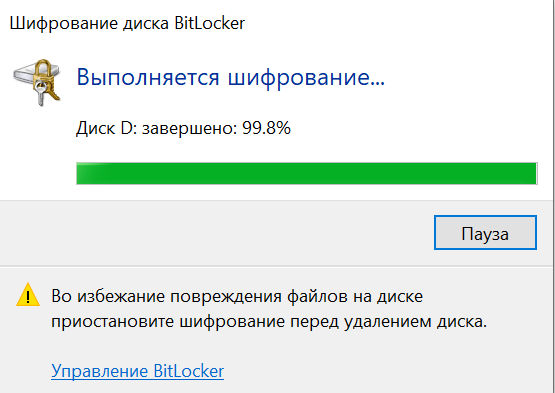 Шифрование диска BitLocker
Выполняется шифрование...
Диск D: завершено: 99.8%
Пауза
Во избежание повреждения файлов на диске
приостановите шифрование перед удалением диска.
Управление BitLocker